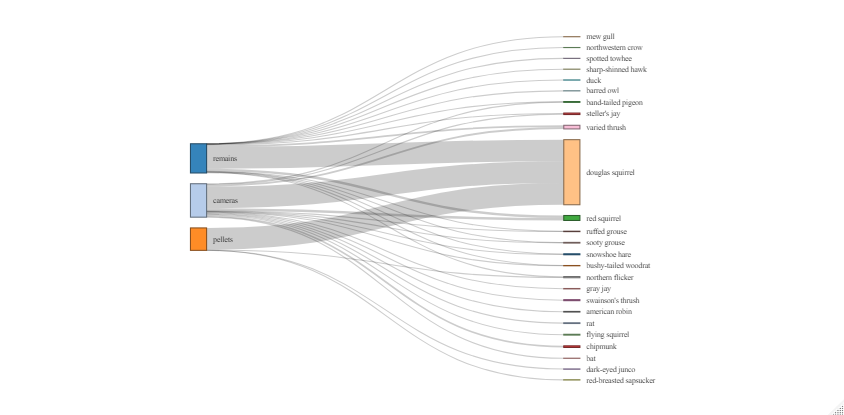 remains
cameras
pellets
mew gull
northwestern crow
spotted towhee
sharp-shinned hawk
duck
barred owl
band-tailed pigeon
steller's jay
varied thrush
douglas squirrel
red squirrel
ruffed grouse
sooty grouse
snowshoe hare
bushy-tailed woodrat
northern flicker
gray jay
swainson's thrush
american robin
rat
flying squirrel
chipmunk
bat
dark-eyed junco
red-breasted sapsucker